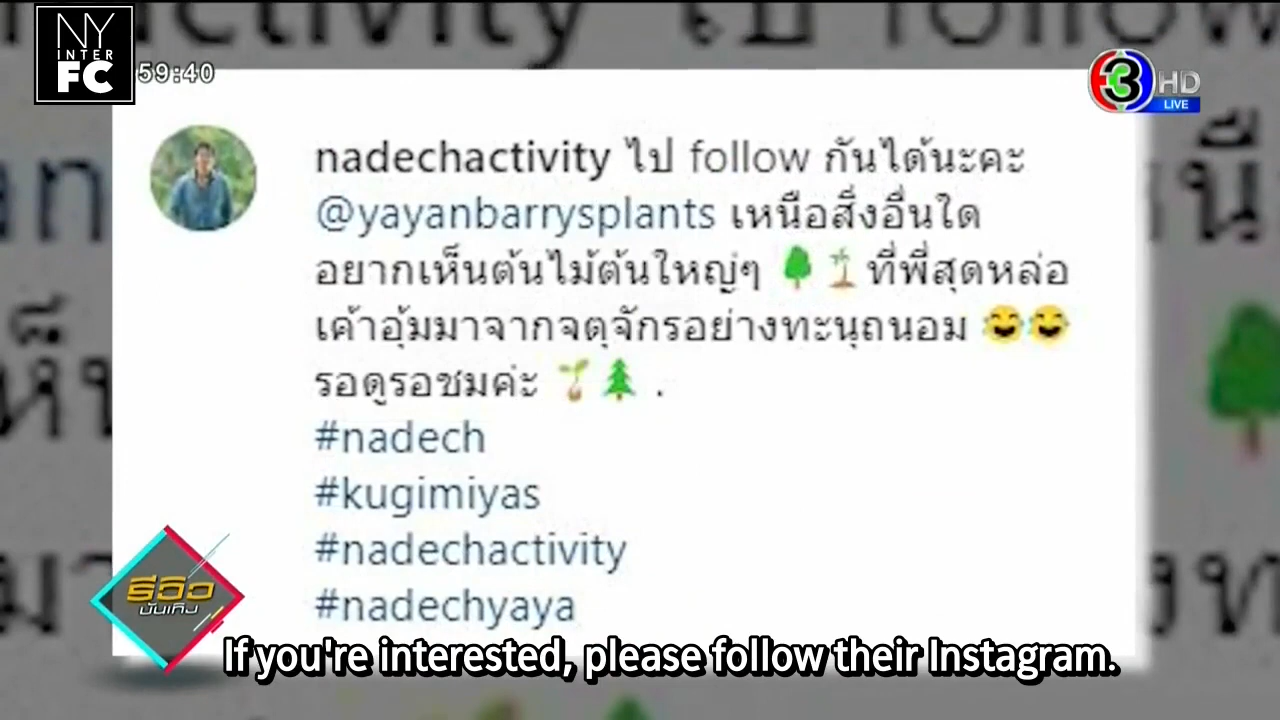 NY
INTER
FC
59:40
3 HD
LIVE
nadechactivity ไป follow กันได้นะคะ
@yayanbarrysplants เหนือสิ่งอื่นใด
อยากเห็นต้นไม้ต้นใหญ่ๆ 🌳🌴 ที่พี่สุดหล่อ
เค้าอุ้มมาจากจตุจักรอย่างทะนุถนอม 😂😂
รอดูรอชมค่ะ 🌱🌲 .
#nadech
#kugimiyas
#nadechactivity
#nadechyaya
รีวิว
บันเทิง
If you're interested, please follow their Instagram.